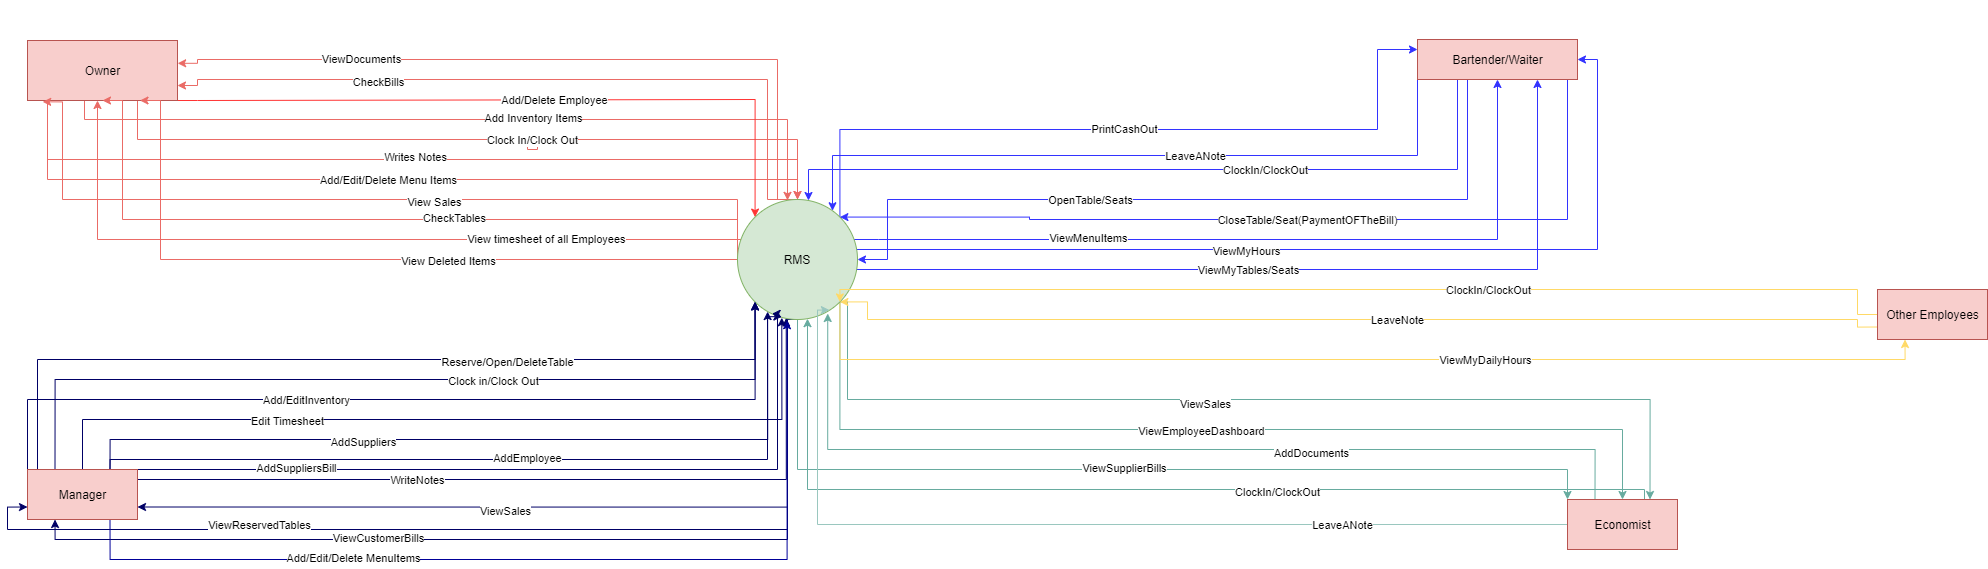 Owner
ViewDocuments
CheckBills
Add/Delete Employee
Add Inventory Items
Clock In/Clock Out
Writes Notes
Add/Edit/Delete Menu Items
View Sales
CheckTables
View timesheet of all Employees
View Deleted Items
RMS
Bartender/Waiter
PrintCashOut
LeaveANote
ClockIn/ClockOut
OpenTable/Seats
CloseTable/Seat(PaymentOFTheBill)
ViewMenuItems
ViewMyHours
ViewMyTables/Seats
ClockIn/ClockOut
Other Employees
LeaveNote
ViewMyDailyHours
Reserve/Open/DeleteTable
Clock in/Clock Out
Add/EditInventory
Edit Timesheet
AddSuppliers
AddEmployee
AddSuppliersBill
WriteNotes
Manager
ViewSales
ViewReservedTables
ViewCustomerBills
Add/Edit/Delete MenuItems
ViewSales
ViewEmployeeDashboard
AddDocuments
ViewSupplierBills
ClockIn/ClockOut
LeaveANote
Economist